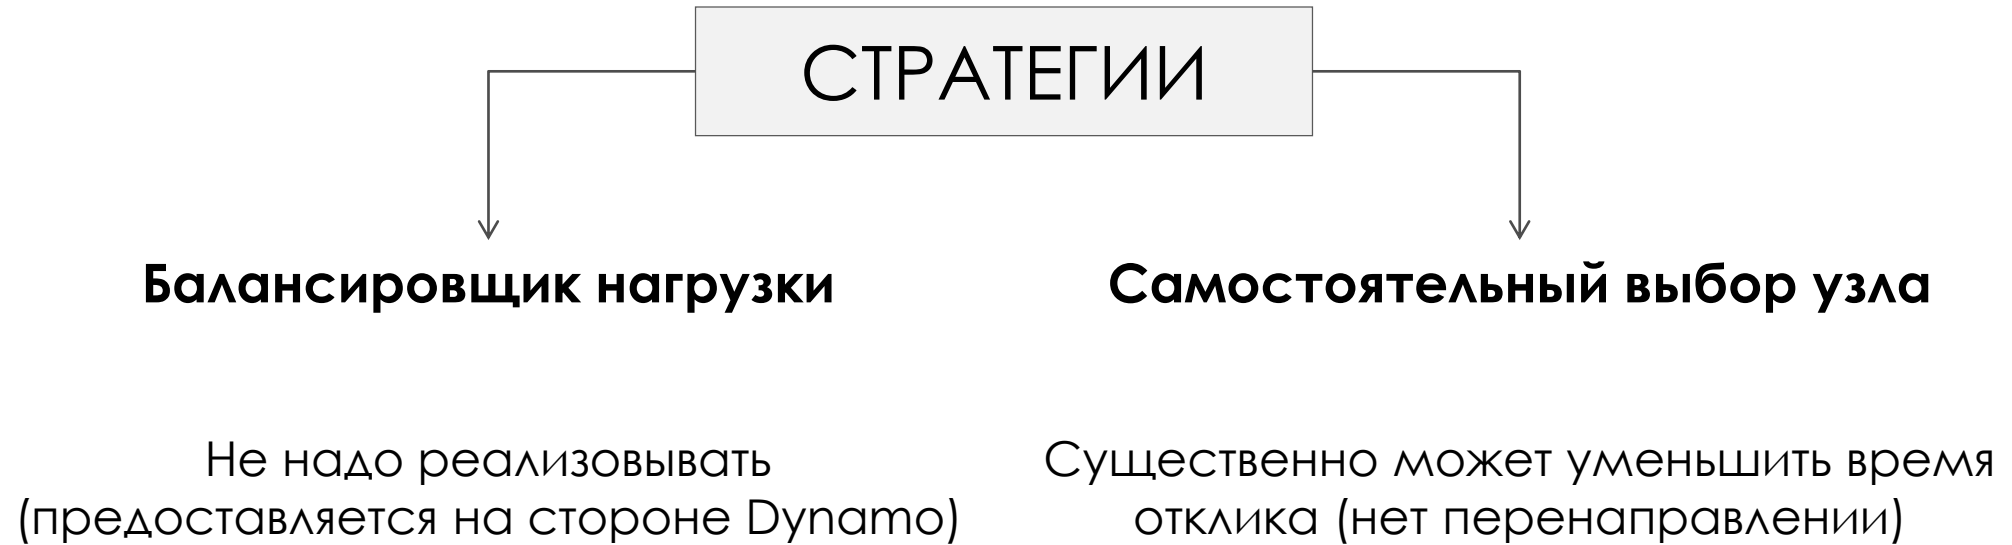 СТРАТЕГИИ
Балансировщик нагрузки
Самостоятельный выбор узла
Не надо реализовывать
(предоставляется на стороне Dynamo)
Существенно может уменьшить время
отклика (нет перенаправлении)